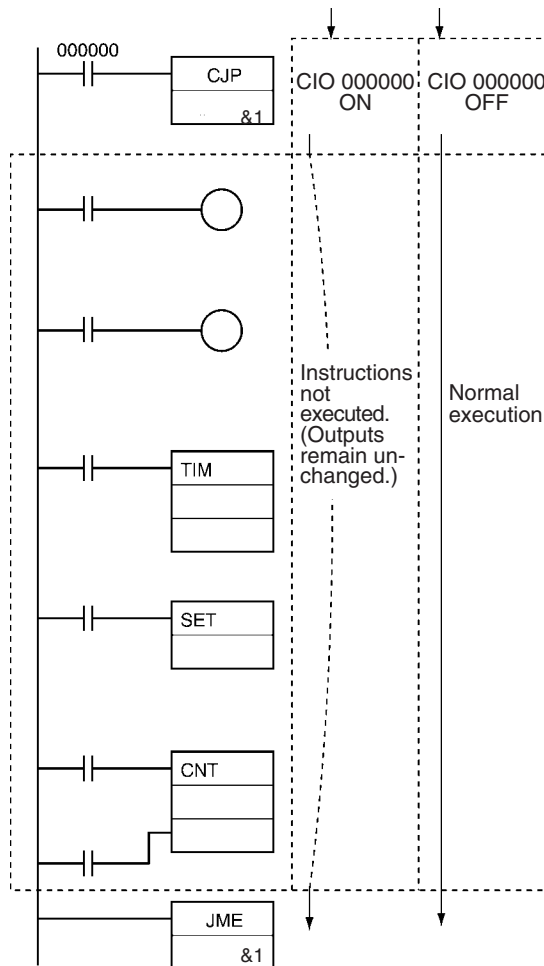 000000
CJP
&1
CIO 000000
ON
CIO 000000
OFF
Instructions
not
executed.
(Outputs
remain un-
changed.)
Normal
execution
TIM
SET
CNT
JME
&1